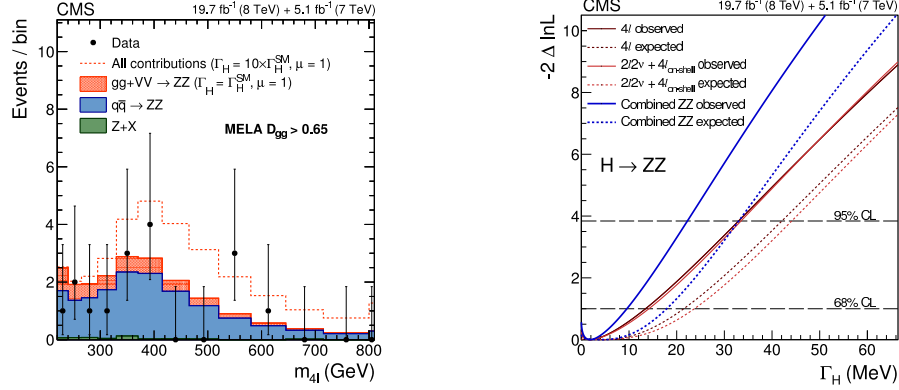 CMS 19.7 fb⁻¹ (8 TeV) + 5.1 fb⁻¹ (7 TeV)
Events / bin
10
8
6
4
2
0
Data
All contributions (Γ_H = 10×Γ_H^SM, μ = 1)
gg+VV → ZZ (Γ_H = Γ_H^SM, μ = 1)
qq̄ → ZZ
Z+X
MELA D_gg > 0.65
300 400 500 600 700 800
m_4l (GeV)
CMS 19.7 fb⁻¹ (8 TeV) + 5.1 fb⁻¹ (7 TeV)
-2 Δ lnL
10
8
6
4
2
0
4l observed
4l expected
2l2ν + 4l_on-shell observed
2l2ν + 4l_on-shell expected
Combined ZZ observed
Combined ZZ expected
H → ZZ
95% CL
68% CL
0 10 20 30 40 50 60
Γ_H (MeV)